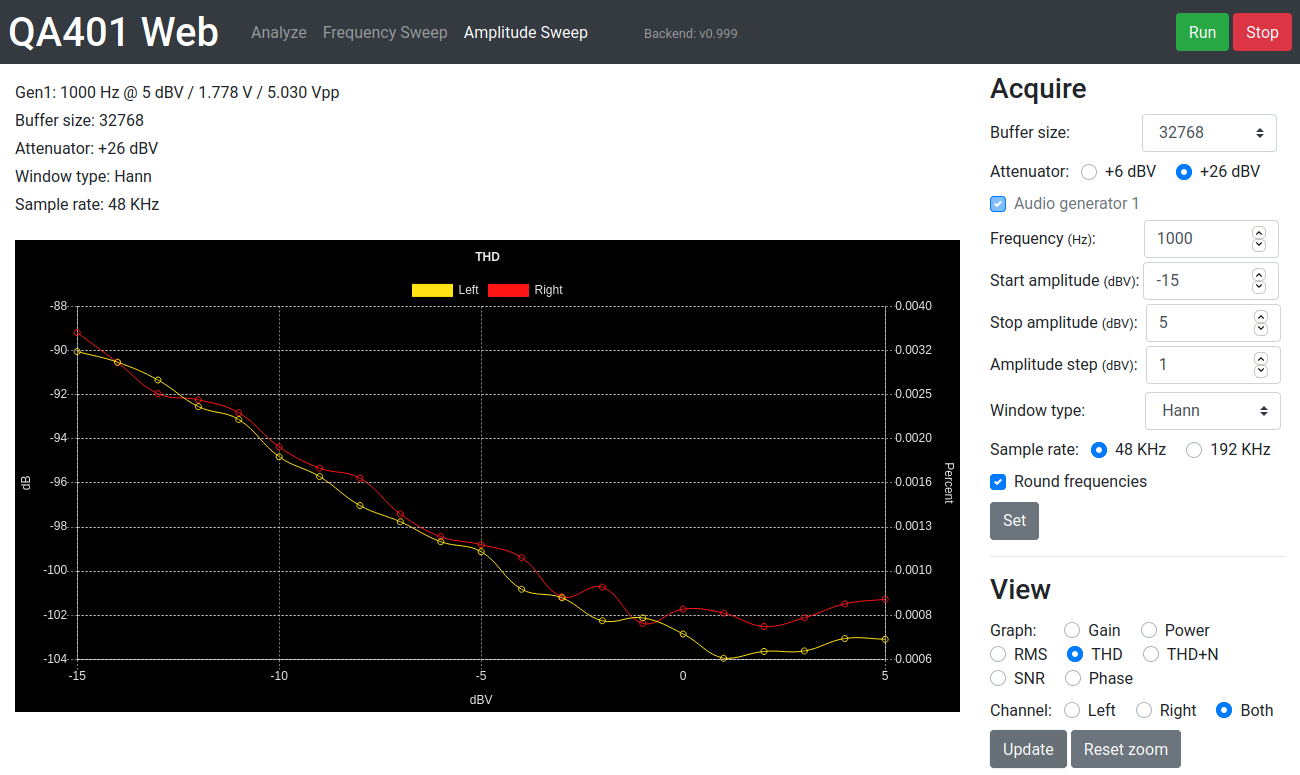 QA401 Web Analyze Frequency Sweep Amplitude Sweep Backend: v0.999 Run Stop
Gen1: 1000 Hz @ 5 dBV / 1.778 V / 5.030 Vpp
Buffer size: 32768
Attenuator: +26 dBV
Window type: Hann
Sample rate: 48 KHz
THD
Left Right
-88 0.0040
-90 0.0032
-92 0.0025
-94 0.0020
-96 0.0016
-98 0.0013
-100 0.0010
-102 0.0008
-104 0.0006
dB
Percent
-15 -10 -5 0 5
dBV
Acquire
Buffer size: 32768
Attenuator: +6 dBV +26 dBV
Audio generator 1
Frequency (Hz): 1000
Start amplitude (dBV): -15
Stop amplitude (dBV): 5
Amplitude step (dBV): 1
Window type: Hann
Sample rate: 48 KHz 192 KHz
Round frequencies
Set
View
Graph: Gain Power
RMS THD THD+N
SNR Phase
Channel: Left Right Both
Update Reset zoom